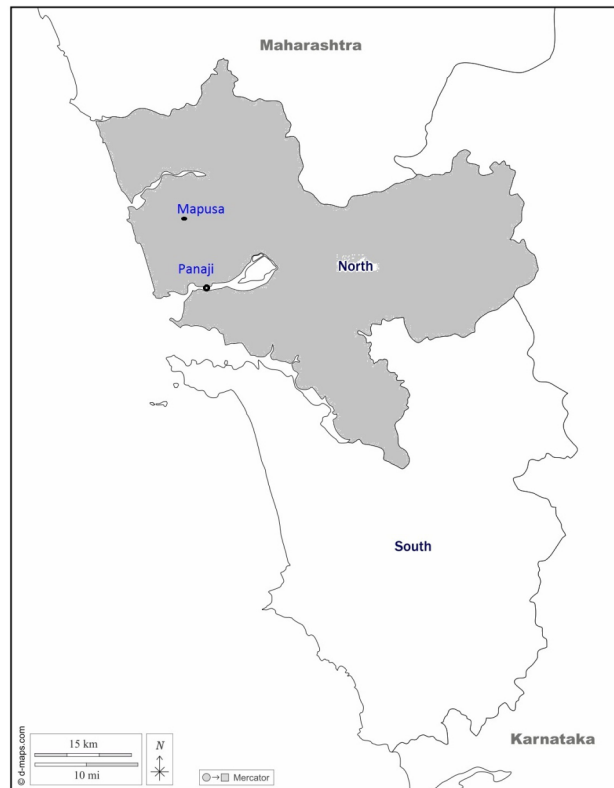 Maharashtra
Mapusa
Panaji
North
South
Karnataka
15 km
10 mi
N
Mercator
© d-maps.com